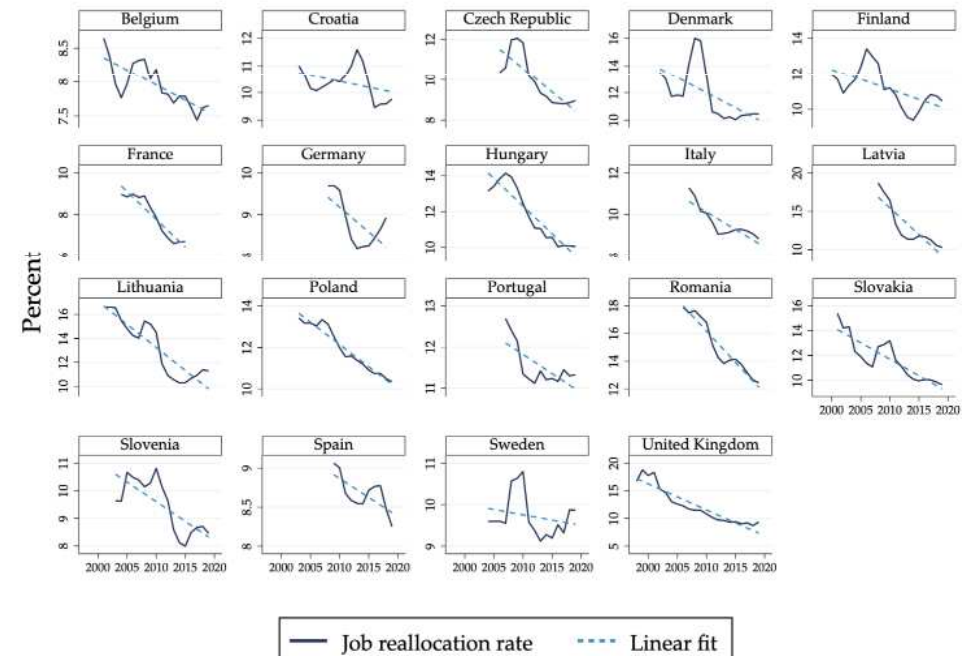 Belgium Croatia Czech Republic Denmark Finland
8.5 8 7.5
12 11 10 9
12 10 8
16 14 12 10
14 12 10
France Germany Hungary Italy Latvia
10 8
10 9
14 12 10
12 10
20 15 10
Percent
Lithuania Poland Portugal Romania Slovakia
16 14 12 10
14 12 10
13 12 11
18 16 14 12
16 14 12 10
2000 2005 2010 2015 2020
Slovenia Spain Sweden United Kingdom
11 10 9 8
9 8.5 8
11 10 9
20 15 10 5
2000 2005 2010 2015 2020 2000 2005 2010 2015 2020 2000 2005 2010 2015 2020 2000 2005 2010 2015 2020
Job reallocation rate Linear fit